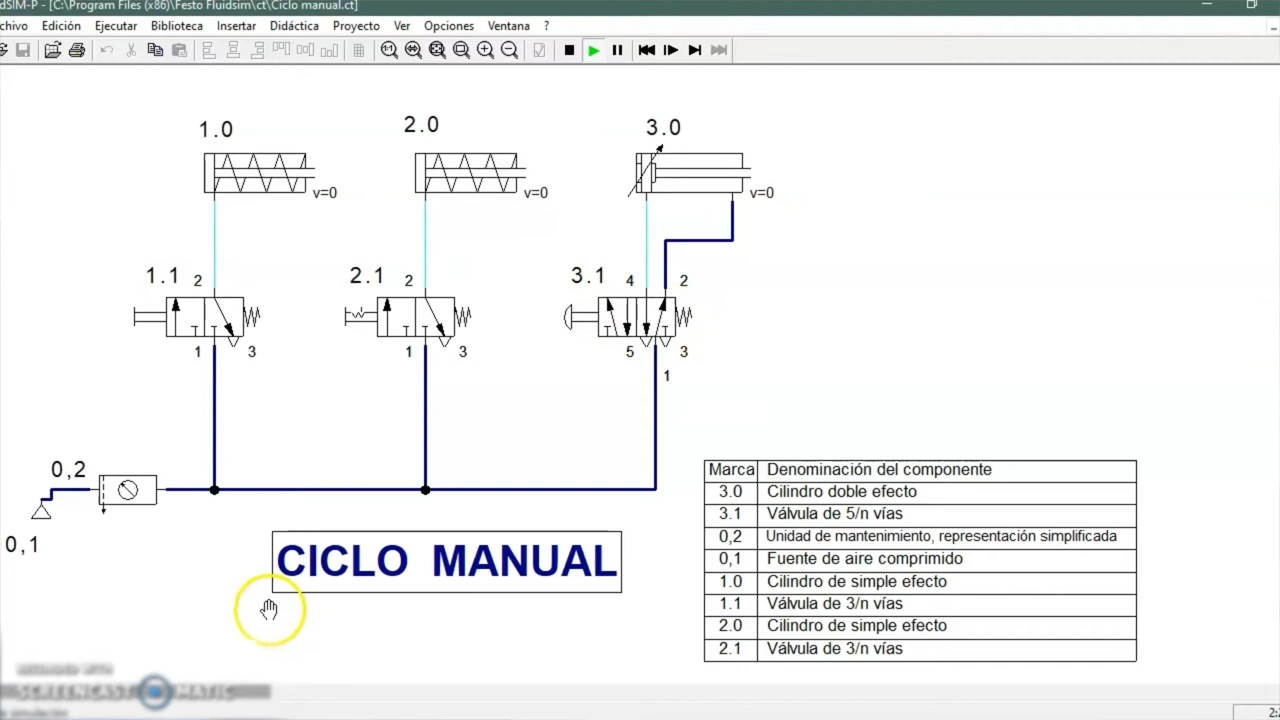 dSIM-P - [C:\Program Files (x86)\Festo Fluidsim\ct\Ciclo manual.ct]
chivo Edición Ejecutar Biblioteca Insertar Didáctica Proyecto Ver Opciones Ventana ?
1.0 2.0 3.0
v=0 v=0 v=0
1.1 2 2.1 2 3.1 4 2
1 3 1 3 5 3
1
0,2
0,1
CICLO MANUAL
Marca Denominación del componente
3.0 Cilindro doble efecto
3.1 Válvula de 5/n vías
0,2 Unidad de mantenimiento, representación simplificada
0,1 Fuente de aire comprimido
1.0 Cilindro de simple efecto
1.1 Válvula de 3/n vías
2.0 Cilindro de simple efecto
2.1 Válvula de 3/n vías
SCREENCAST MATIC